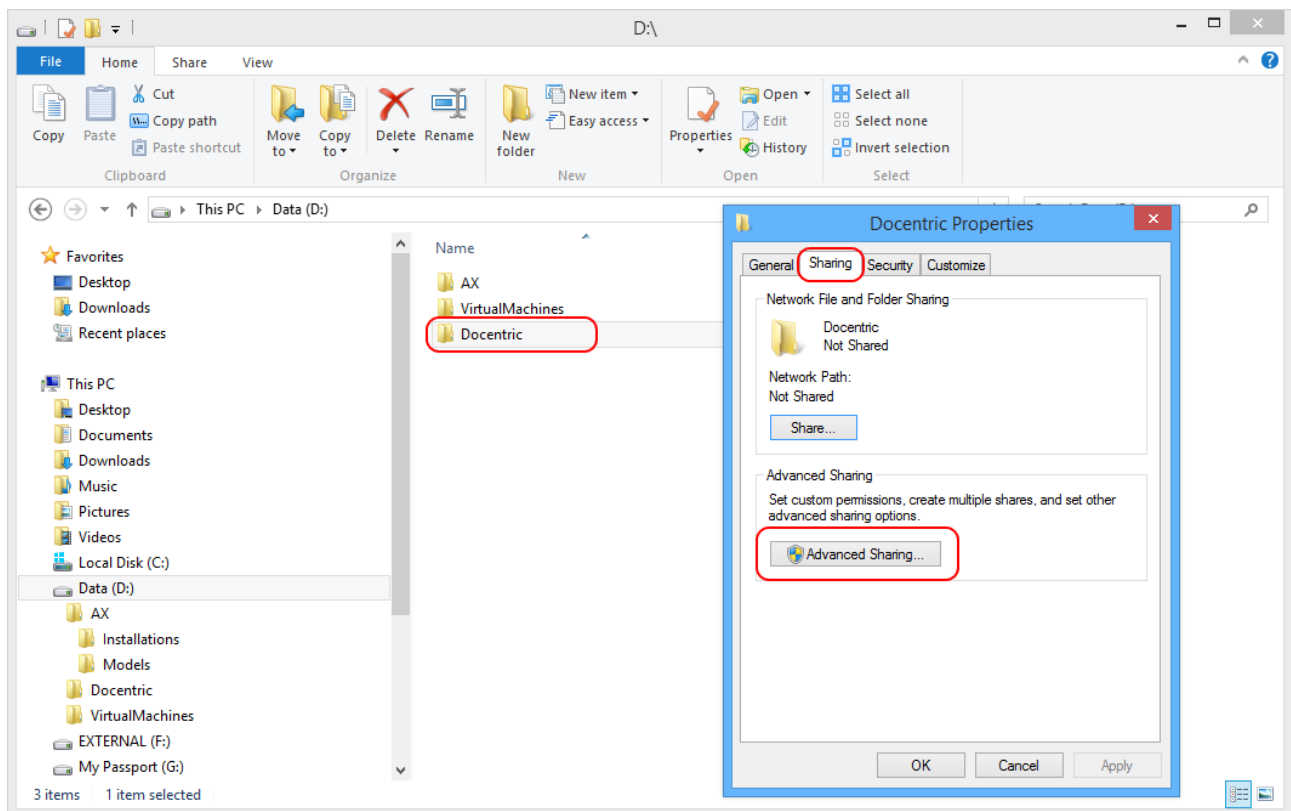 D:\
File Home Share View
Copy
Paste
Cut
Copy path
Paste shortcut
Clipboard
Move to
Copy to
Delete
Rename
Organize
New folder
New item
Easy access
New
Properties
Open
Edit
History
Open
Select all
Select none
Invert selection
Select
This PC Data (D:)
Favorites
Desktop
Downloads
Recent places
This PC
Desktop
Documents
Downloads
Music
Pictures
Videos
Local Disk (C:)
Data (D:)
AX
Installations
Models
Docentric
VirtualMachines
EXTERNAL (F:)
My Passport (G:)
Name
AX
VirtualMachines
Docentric
Docentric Properties
General Sharing Security Customize
Network File and Folder Sharing
Docentric
Not Shared
Network Path:
Not Shared
Share...
Advanced Sharing
Set custom permissions, create multiple shares, and set other
advanced sharing options.
Advanced Sharing...
OK Cancel Apply
3 items 1 item selected